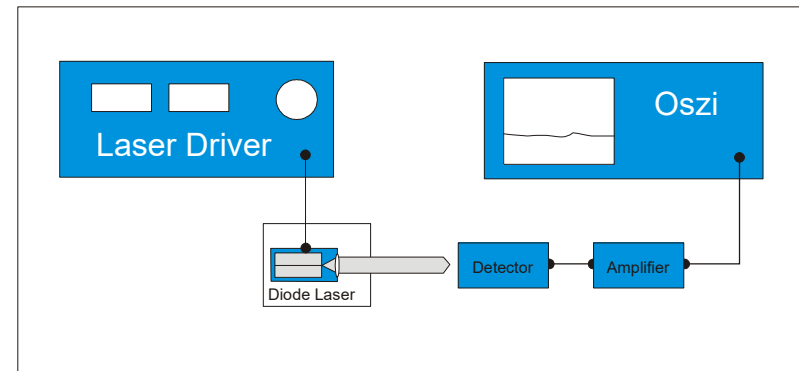 Laser Driver
Oszi
Diode Laser
Detector
Amplifier